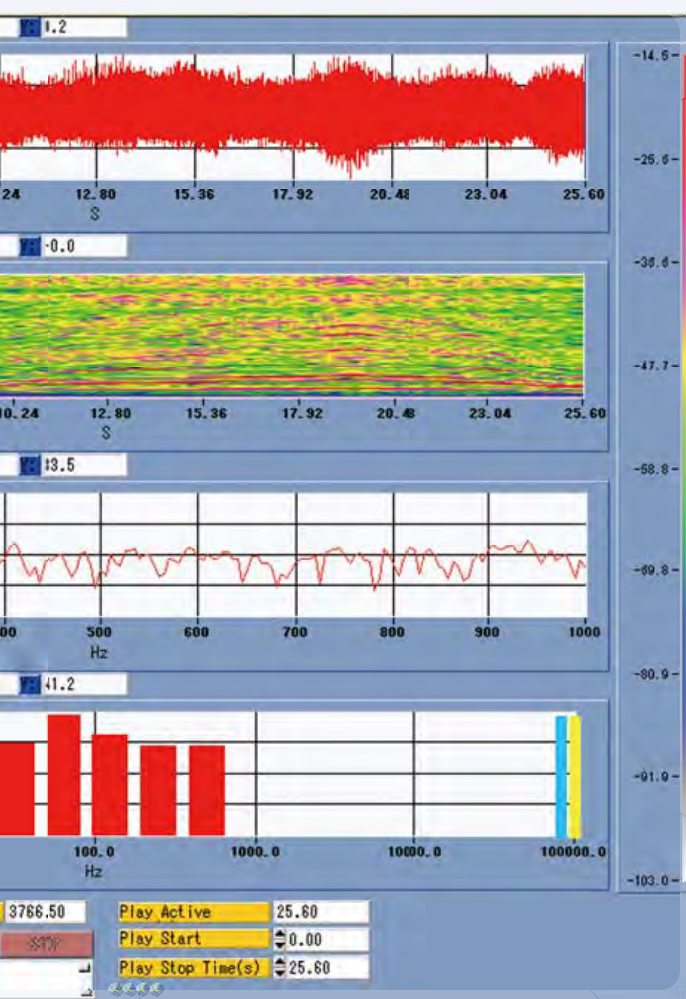 Y: 1.2
-14.5
-25.6
-36.6
-47.7
-58.8
-69.8
-80.9
-91.9
-103.0
24 12.80 15.36 17.92 20.48 23.04 25.60
S
Y: -0.0
10.24 12.80 15.36 17.92 20.48 23.04 25.60
S
Y: 3.5
00 500 600 700 800 900 1000
Hz
Y: 41.2
100.0 1000.0 10000.0 100000.0
Hz
3766.50 Play Active 25.60
Play Start 0.00
Play Stop Time(s) 25.60